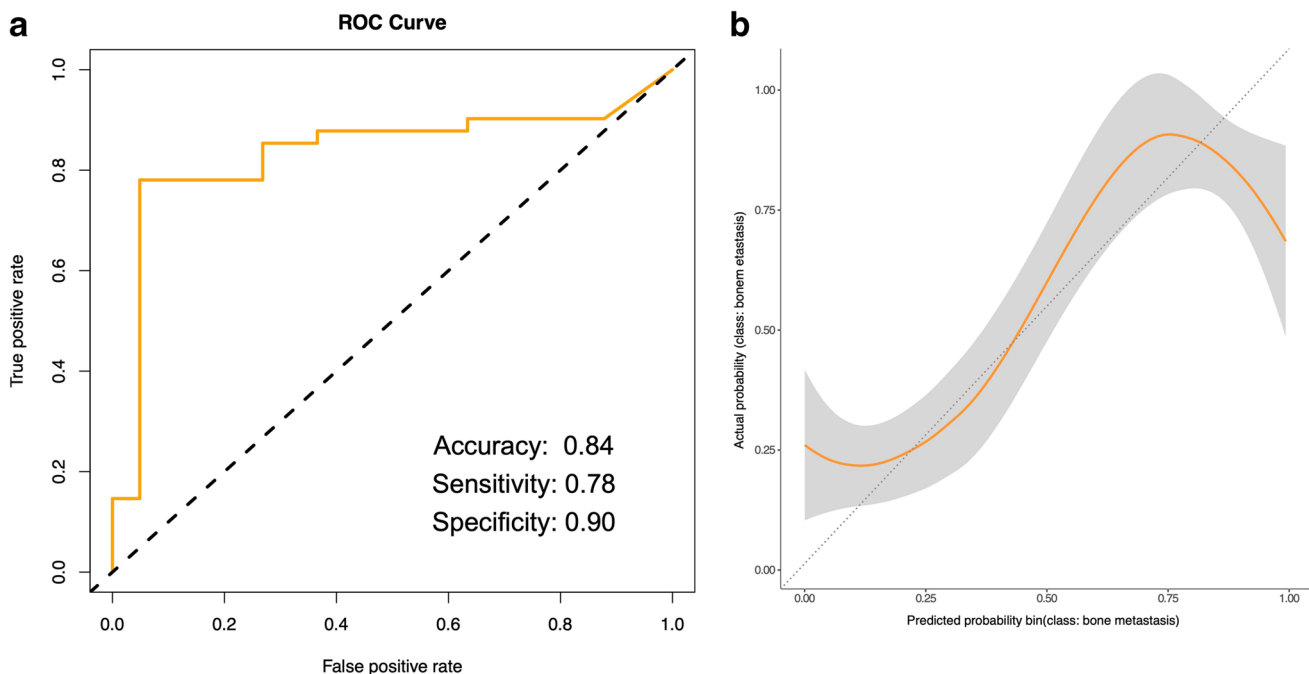 a
ROC Curve
True positive rate
1.0
0.8
0.6
0.4
0.2
0.0
Accuracy: 0.84
Sensitivity: 0.78
Specificity: 0.90
0.0 0.2 0.4 0.6 0.8 1.0
False positive rate
b
Actual probability (class: bonem etastasis)
1.00
0.75
0.50
0.25
0.00
0.00 0.25 0.50 0.75 1.00
Predicted probability bin(class: bone metastasis)